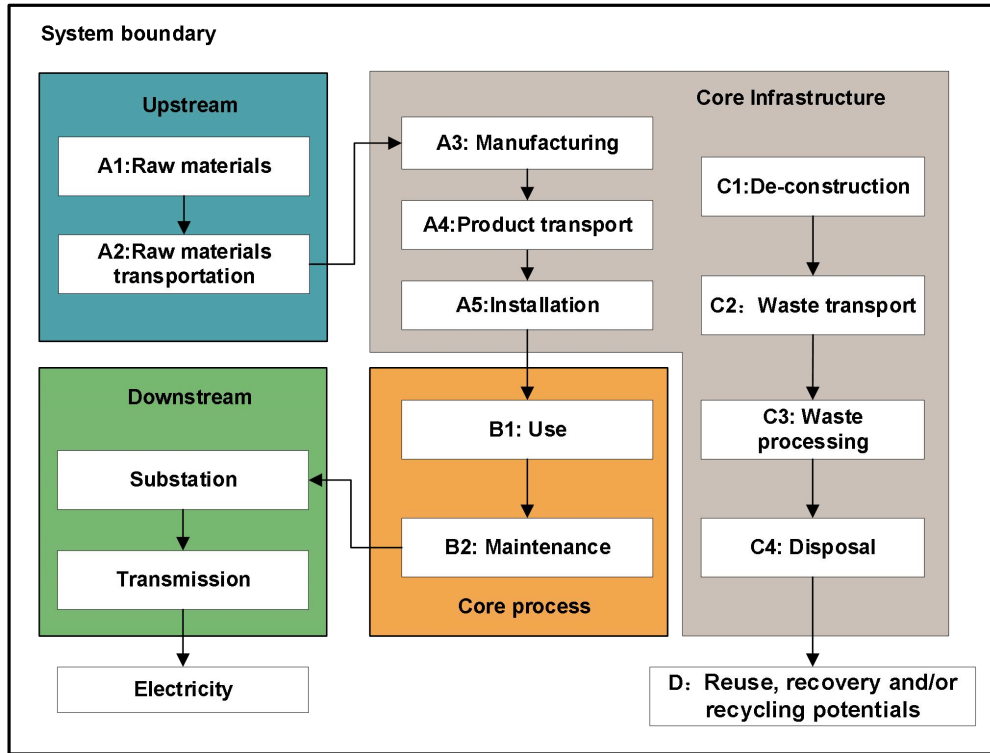 System boundary
Upstream
A1:Raw materials
A2:Raw materials
transportation
Core Infrastructure
A3: Manufacturing
A4:Product transport
A5:Installation
C1:De-construction
C2：Waste transport
C3: Waste
processing
C4: Disposal
Downstream
Substation
Transmission
B1: Use
B2: Maintenance
Core process
Electricity
D：Reuse, recovery and/or
recycling potentials